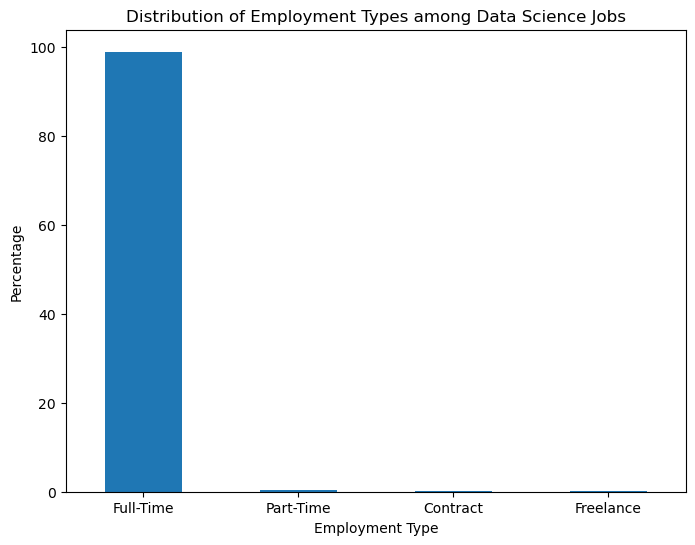 Distribution of Employment Types among Data Science Jobs
100
80
60
40
20
0
Percentage
Full-Time Part-Time Contract Freelance
Employment Type